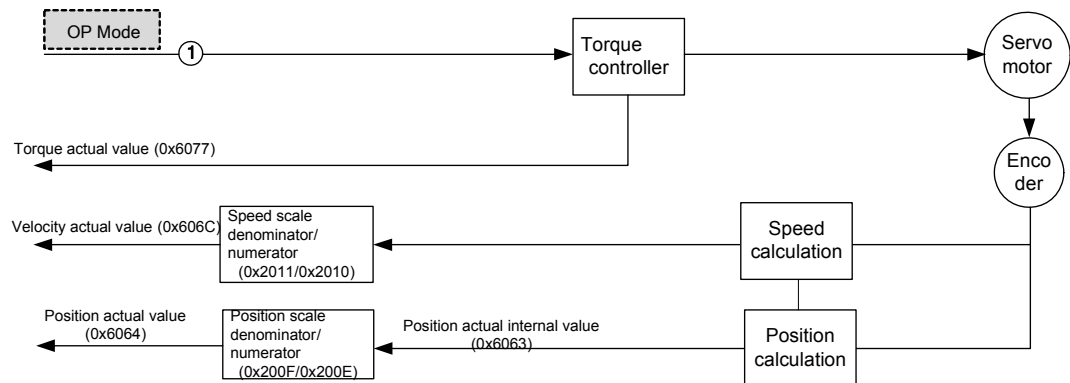 OP Mode
1
Torque
controller
Servo
motor
Torque actual value (0x6077)
Enco
der
Velocity actual value (0x606C)
Speed scale
denominator/
numerator
(0x2011/0x2010)
Speed
calculation
Position actual value
(0x6064)
Position scale
denominator/
numerator
(0x200F/0x200E)
Position actual internal value
(0x6063)
Position
calculation